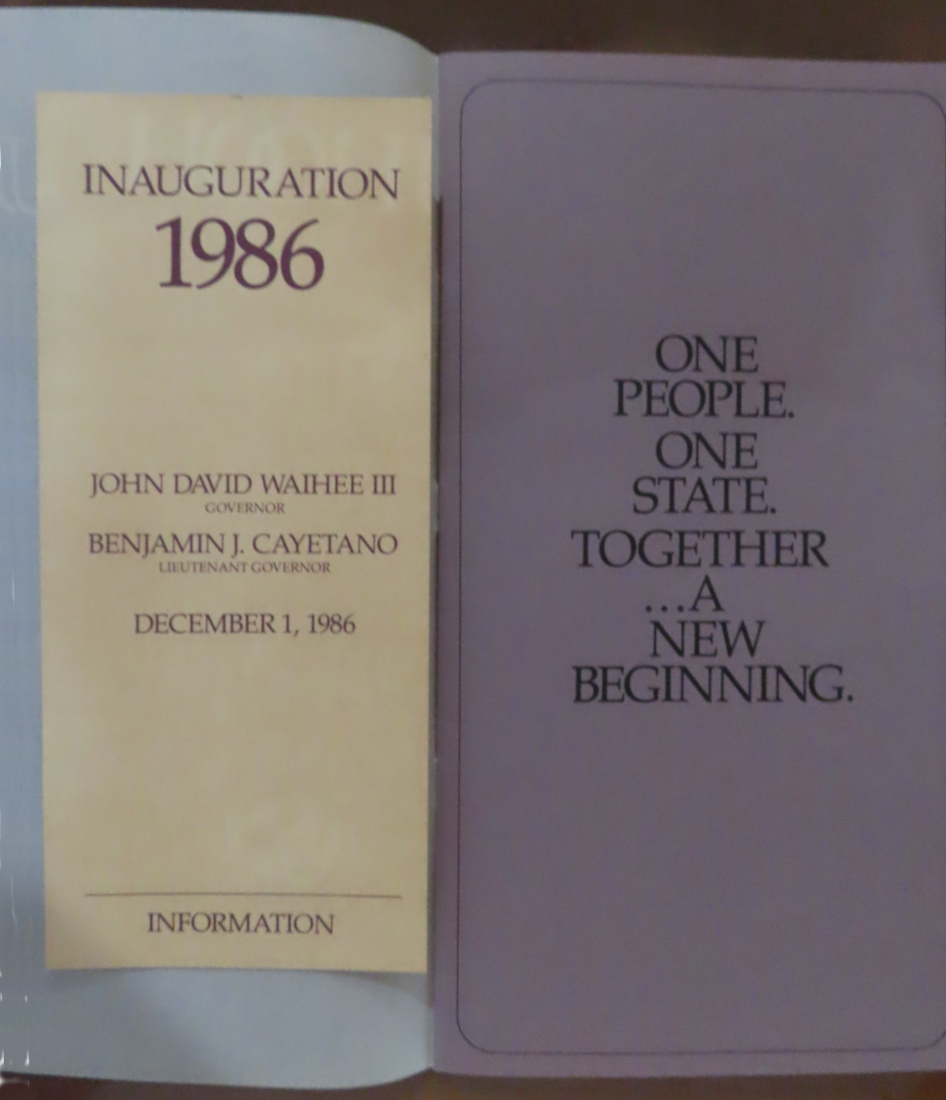 INAUGURATION
1986
JOHN DAVID WAIHEE III
GOVERNOR
BENJAMIN J. CAYETANO
LIEUTENANT GOVERNOR
DECEMBER 1, 1986
INFORMATION
ONE
PEOPLE.
ONE
STATE.
TOGETHER
...A
NEW
BEGINNING.